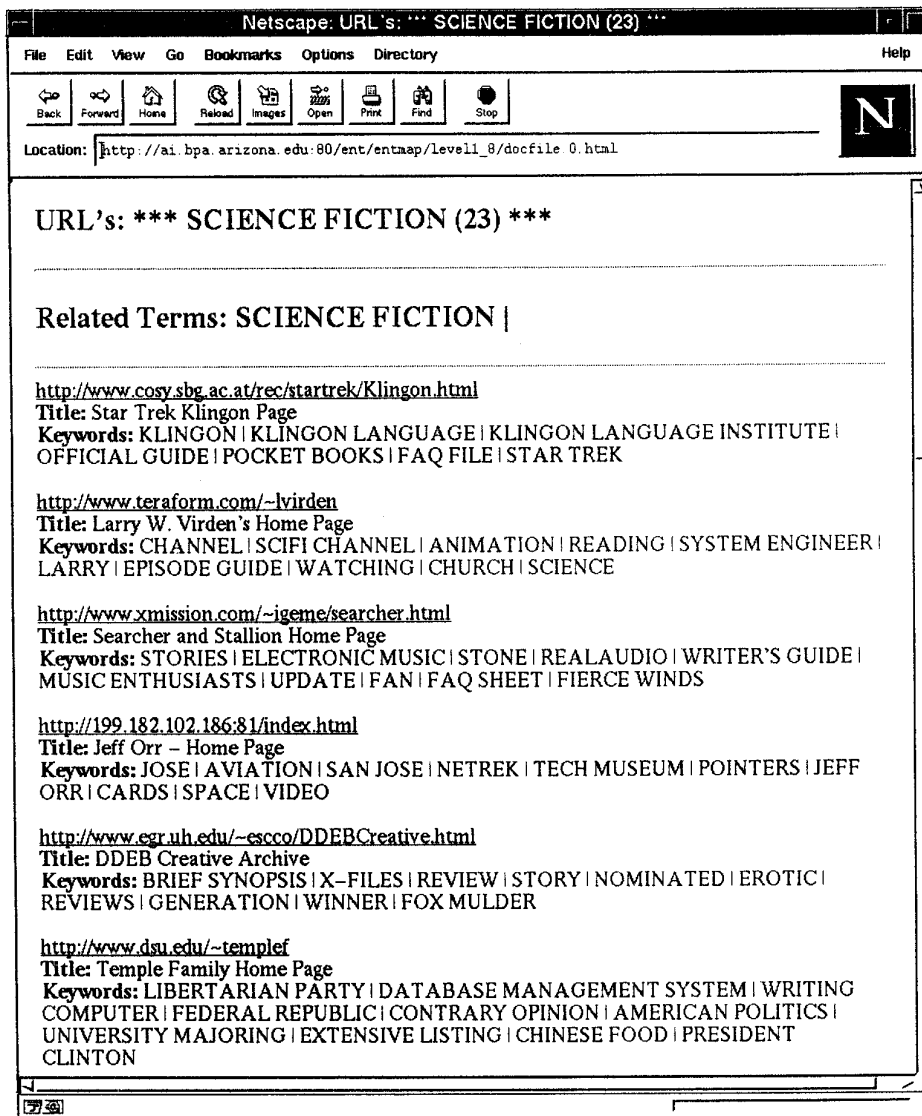 Netscape: URL's: *** SCIENCE FICTION (23) ***
File Edit View Go Bookmarks Options Directory Help
Back Forward Home Reload Images Open Print Find Stop
N
Location: http://ai.bpa.arizona.edu:80/ent/entmap/level1_8/docfile.0.html
URL's: *** SCIENCE FICTION (23) ***
Related Terms: SCIENCE FICTION |
http://www.cosy.sbg.ac.at/rec/startrek/Klingon.html
Title: Star Trek Klingon Page
Keywords: KLINGON | KLINGON LANGUAGE | KLINGON LANGUAGE INSTITUTE |
OFFICIAL GUIDE | POCKET BOOKS | FAQ FILE | STAR TREK
http://www.teraform.com/~lvirden
Title: Larry W. Virden's Home Page
Keywords: CHANNEL | SCIFI CHANNEL | ANIMATION | READING | SYSTEM ENGINEER |
LARRY | EPISODE GUIDE | WATCHING | CHURCH | SCIENCE
http://www.xmission.com/~igeme/searcher.html
Title: Searcher and Stallion Home Page
Keywords: STORIES | ELECTRONIC MUSIC | STONE | REALAUDIO | WRITER'S GUIDE |
MUSIC ENTHUSIASTS | UPDATE | FAN | FAQ SHEET | FIERCE WINDS
http://199.182.102.186:81/index.html
Title: Jeff Orr – Home Page
Keywords: JOSE | AVIATION | SAN JOSE | NETREK | TECH MUSEUM | POINTERS | JEFF
ORR | CARDS | SPACE | VIDEO
http://www.egr.uh.edu/~escco/DDEBCreative.html
Title: DDEB Creative Archive
Keywords: BRIEF SYNOPSIS | X–FILES | REVIEW | STORY | NOMINATED | EROTIC |
REVIEWS | GENERATION | WINNER | FOX MULDER
http://www.dsu.edu/~templef
Title: Temple Family Home Page
Keywords: LIBERTARIAN PARTY | DATABASE MANAGEMENT SYSTEM | WRITING
COMPUTER | FEDERAL REPUBLIC | CONTRARY OPINION | AMERICAN POLITICS |
UNIVERSITY MAJORING | EXTENSIVE LISTING | CHINESE FOOD | PRESIDENT
CLINTON